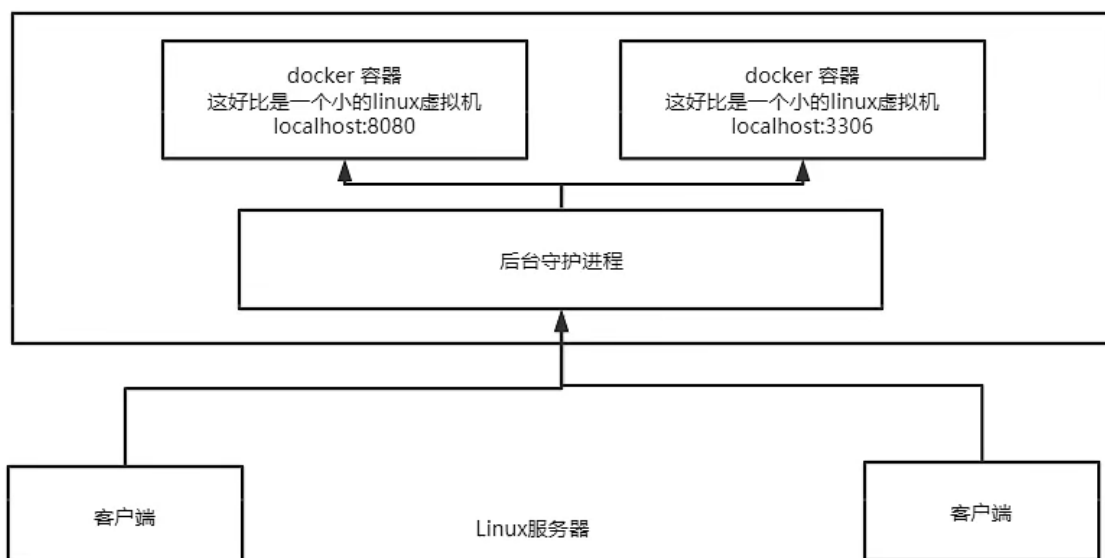 docker 容器
这好比是一个小的linux虚拟机
localhost:8080
docker 容器
这好比是一个小的linux虚拟机
localhost:3306
后台守护进程
客户端
Linux服务器
客户端